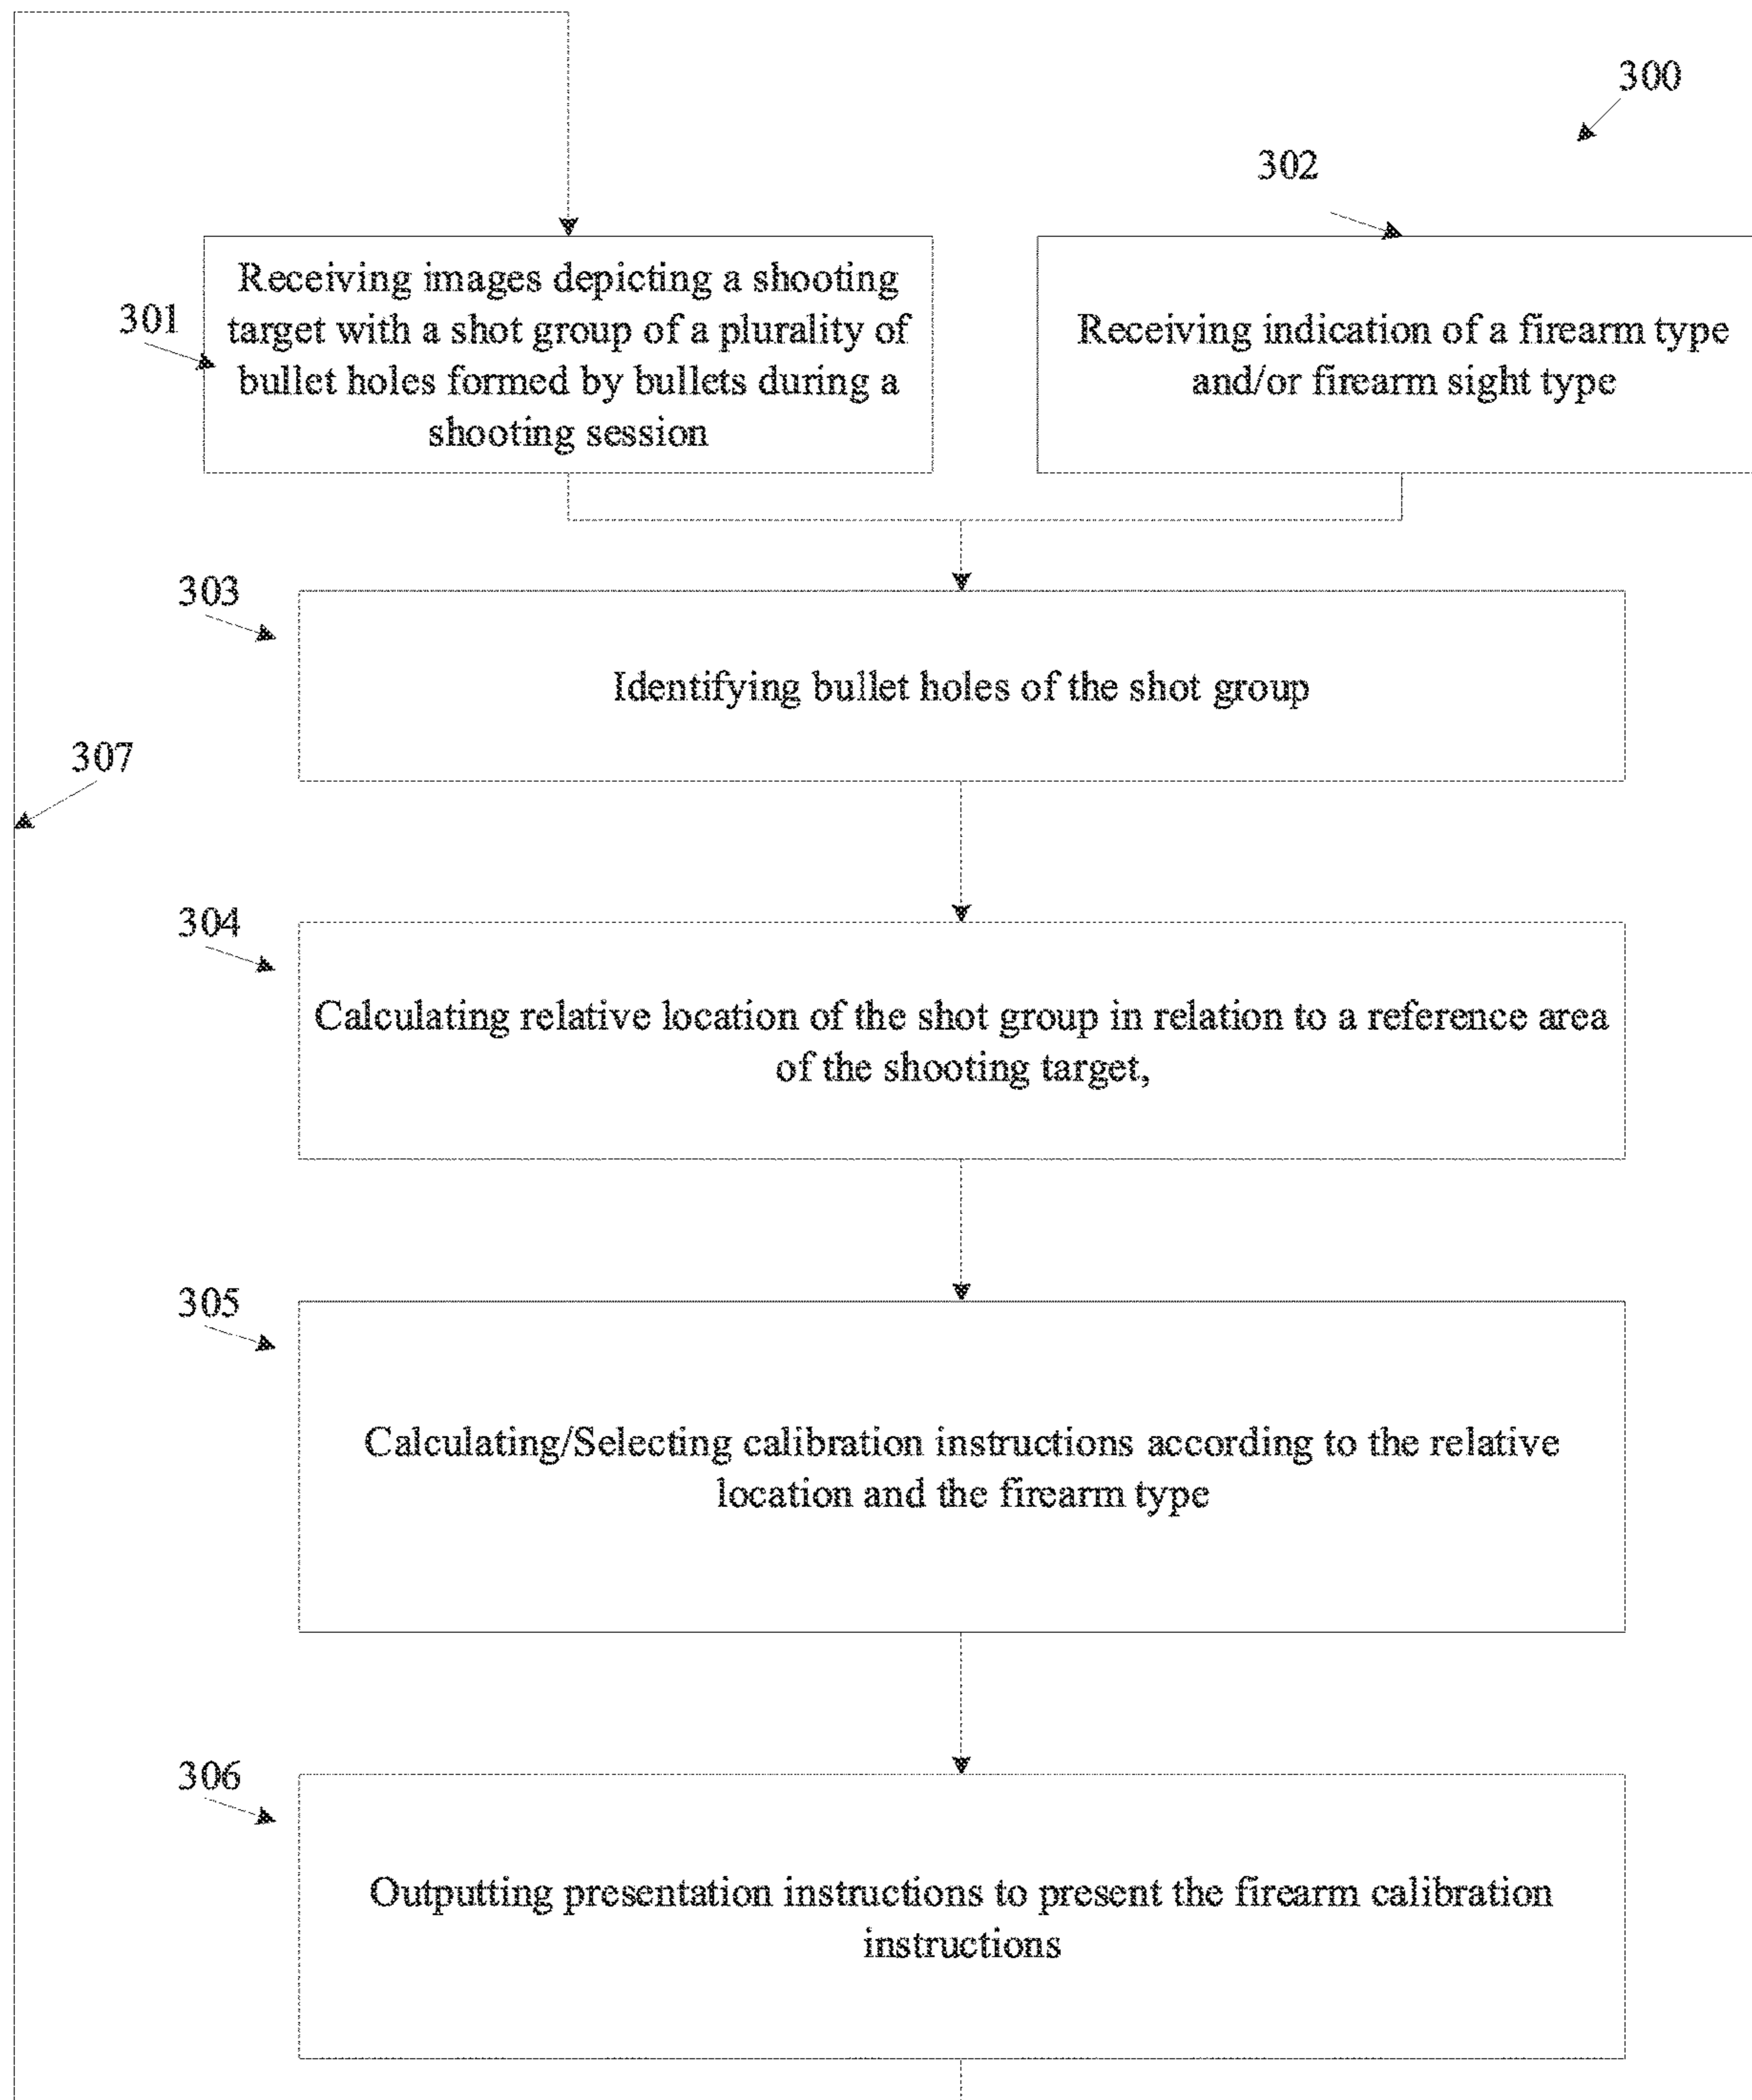 300
302
301
Receiving images depicting a shooting
target with a shot group of a plurality of
bullet holes formed by bullets during a
shooting session
Receiving indication of a firearm type
and/or firearm sight type
303
Identifying bullet holes of the shot group
307
304
Calculating relative location of the shot group in relation to a reference area
of the shooting target,
305
Calculating/Selecting calibration instructions according to the relative
location and the firearm type
306
Outputting presentation instructions to present the firearm calibration
instructions